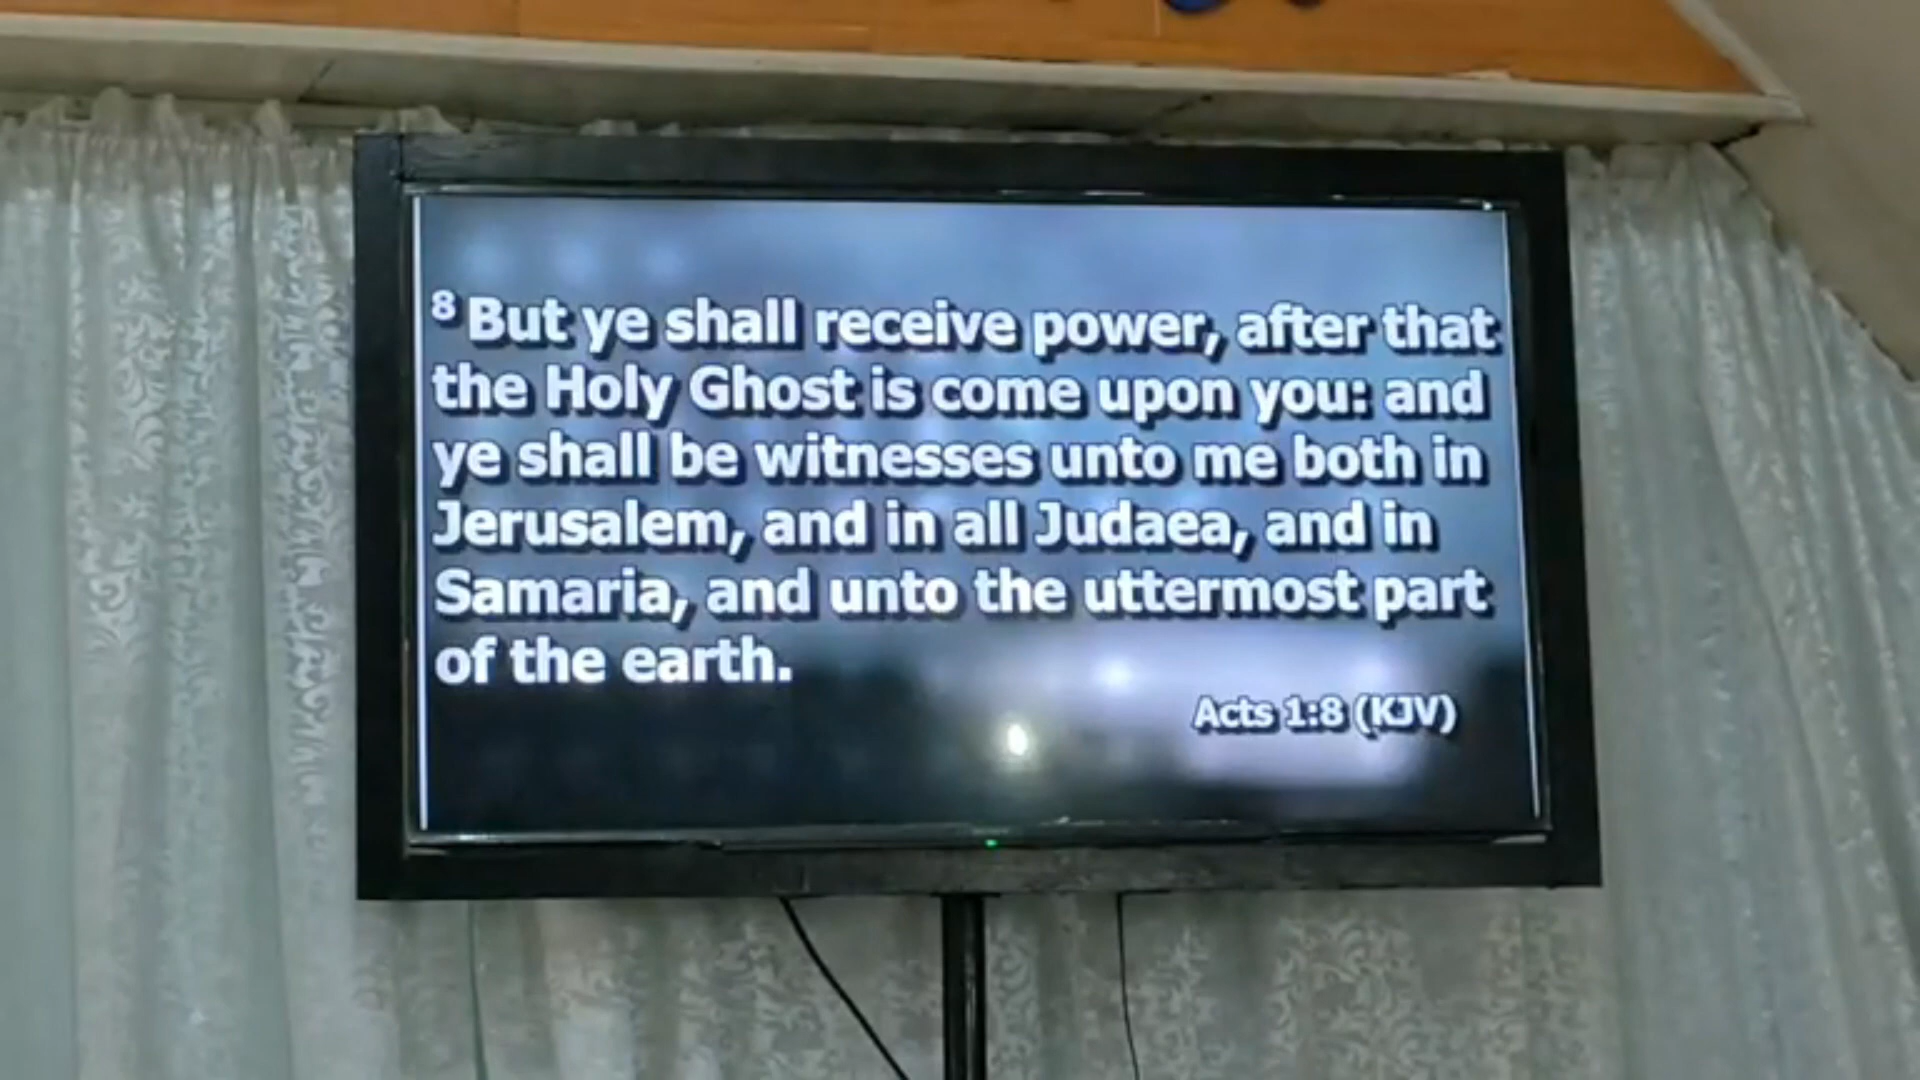 8 But ye shall receive power, after that
the Holy Ghost is come upon you: and
ye shall be witnesses unto me both in
Jerusalem, and in all Judaea, and in
Samaria, and unto the uttermost part
of the earth.
Acts 1:8 (KJV)